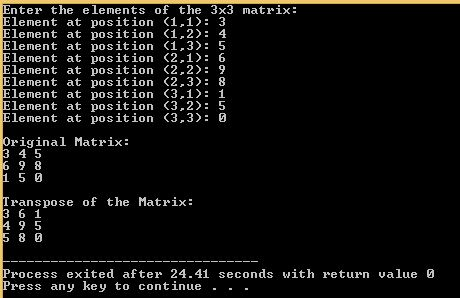 Enter the elements of the 3x3 matrix:
Element at position (1,1): 3
Element at position (1,2): 4
Element at position (1,3): 5
Element at position (2,1): 6
Element at position (2,2): 9
Element at position (2,3): 8
Element at position (3,1): 1
Element at position (3,2): 5
Element at position (3,3): 0
Original Matrix:
3 4 5
6 9 8
1 5 0
Transpose of the Matrix:
3 6 1
4 9 5
5 8 0
--------------------------------
Process exited after 24.41 seconds with return value 0
Press any key to continue . . .